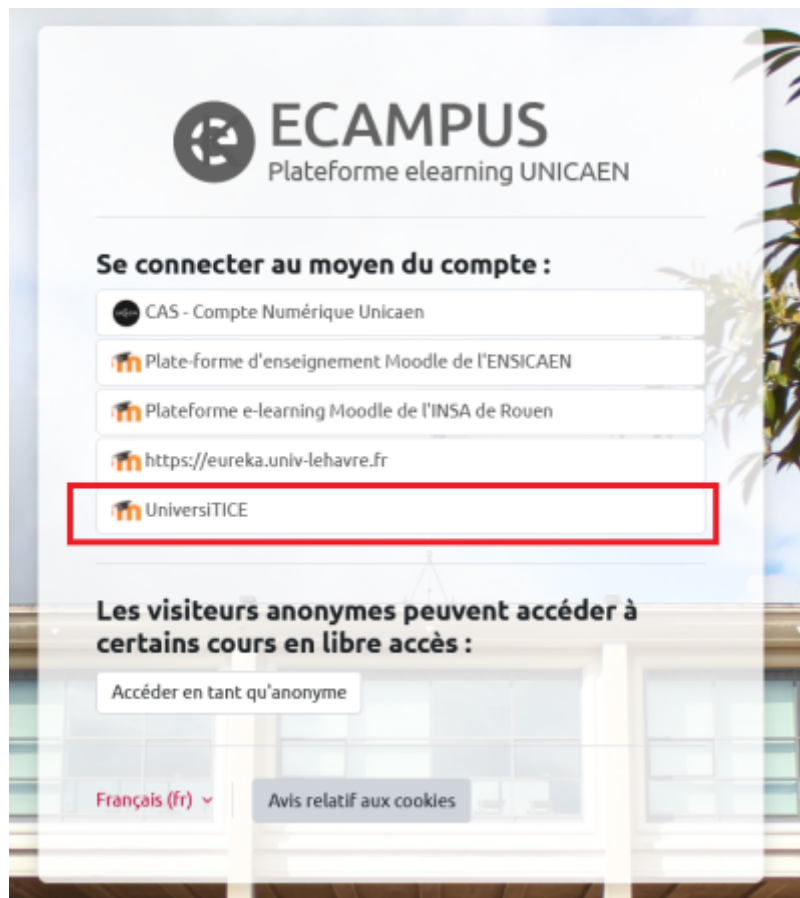 ECAMPUS
Plateforme elearning UNICAEN
Se connecter au moyen du compte :
CAS - Compte Numérique Unicaen
Plate-forme d'enseignement Moodle de l'ENSICAEN
Plateforme e-learning Moodle de l'INSA de Rouen
https://eureka.univ-lehavre.fr
UniversiTICE
Les visiteurs anonymes peuvent accéder à
certains cours en libre accès :
Accéder en tant qu'anonyme
Français (fr)
Avis relatif aux cookies